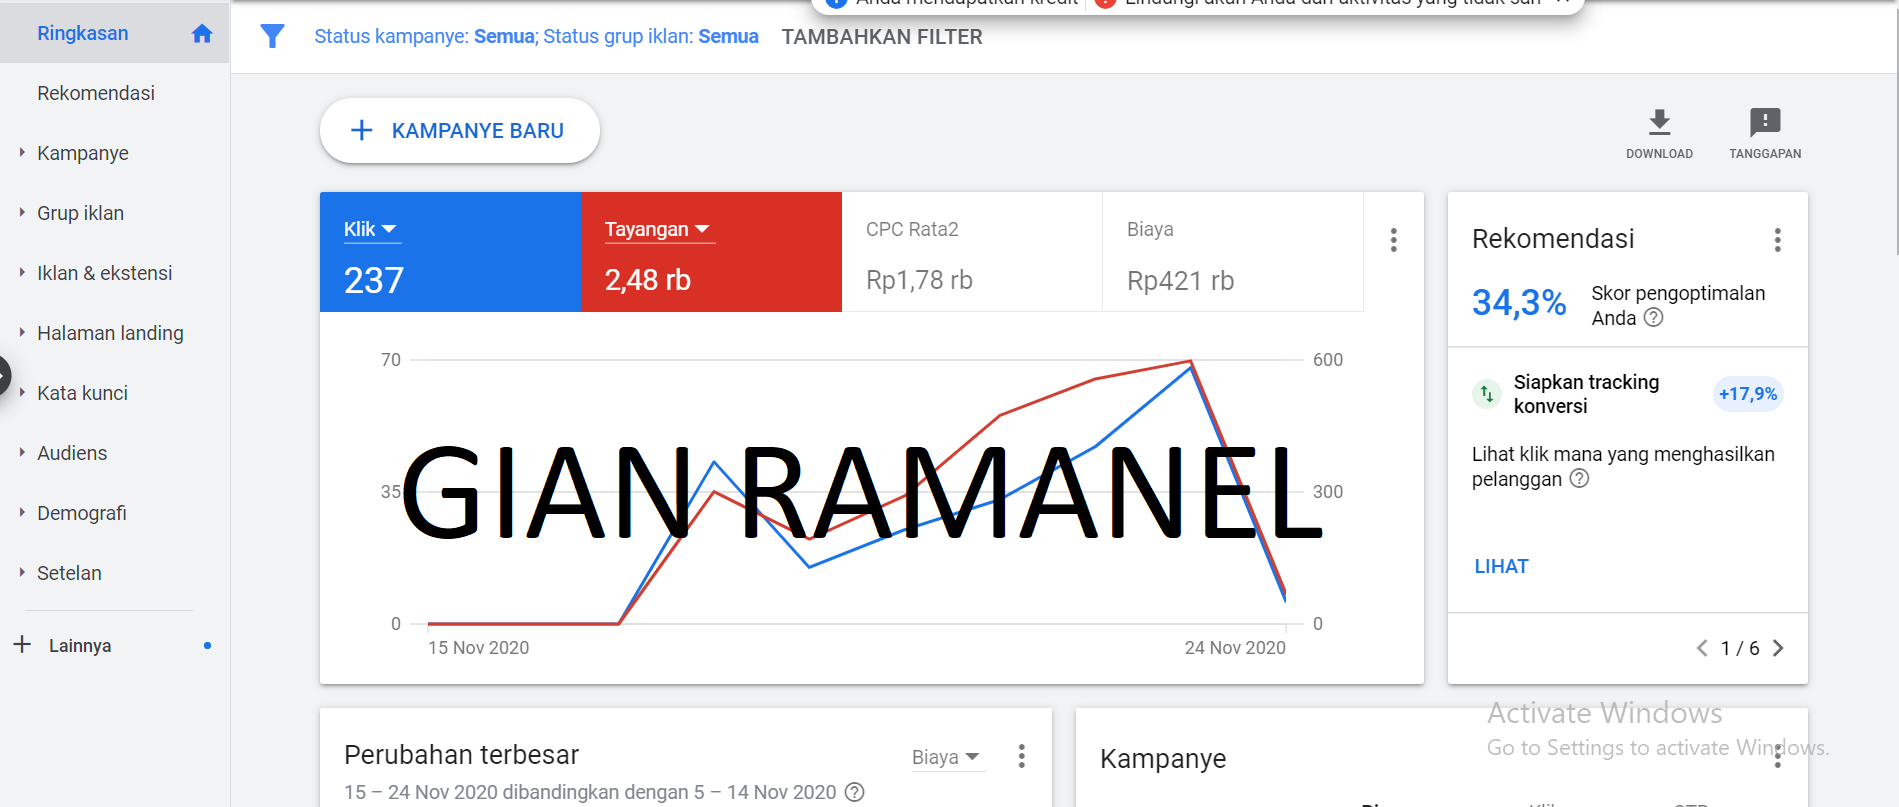 Anda mendapatkan kredit
Lindungi akun Anda dari aktivitas yang tidak sah
Ringkasan
Rekomendasi
Kampanye
Grup iklan
Iklan & ekstensi
Halaman landing
Kata kunci
Audiens
Demografi
Setelan
Lainnya
Status kampanye: Semua; Status grup iklan: Semua TAMBAHKAN FILTER
KAMPANYE BARU
DOWNLOAD
TANGGAPAN
Klik
237
Tayangan
2,48 rb
CPC Rata2
Rp1,78 rb
Biaya
Rp421 rb
70
35
0
600
300
0
15 Nov 2020
24 Nov 2020
GIAN RAMANEL
Rekomendasi
34,3%
Skor pengoptimalan
Anda
Siapkan tracking
konversi
+17,9%
Lihat klik mana yang menghasilkan
pelanggan
LIHAT
1 / 6
Perubahan terbesar
Biaya
15 – 24 Nov 2020 dibandingkan dengan 5 – 14 Nov 2020
Kampanye
Activate Windows
Go to Settings to activate Windows.